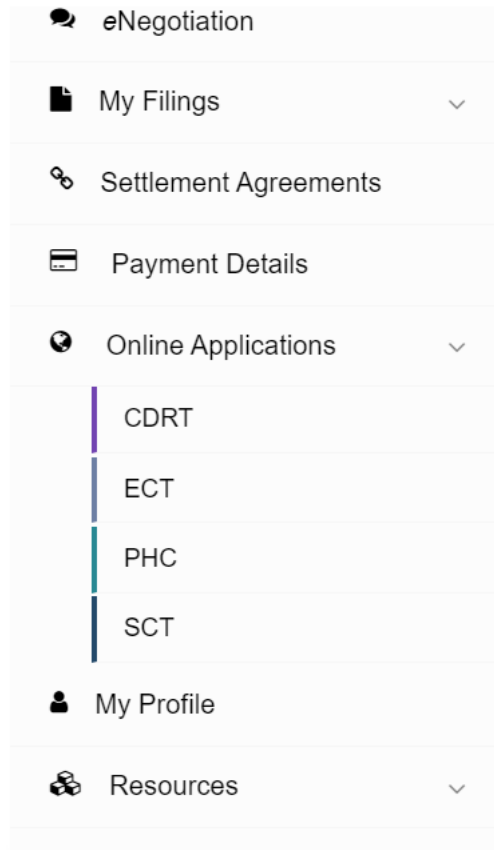 eNegotiation
My Filings
Settlement Agreements
Payment Details
Online Applications
CDRT
ECT
PHC
SCT
My Profile
Resources